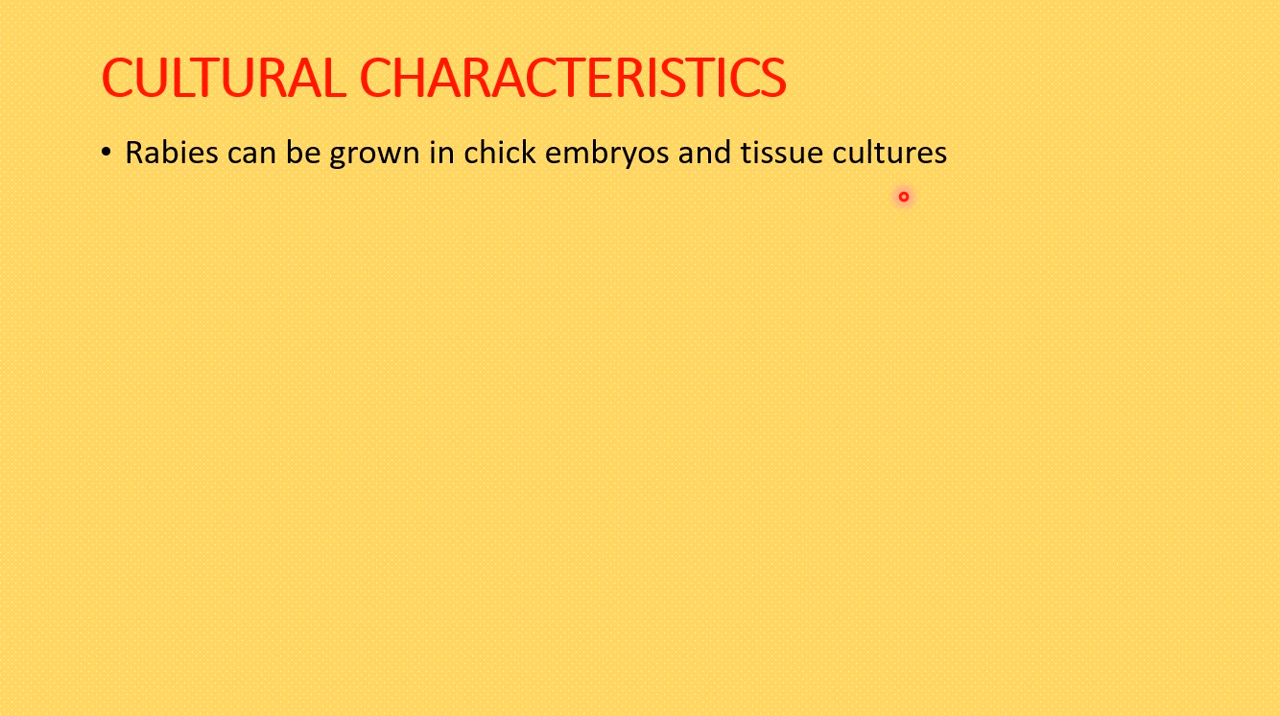 CULTURAL CHARACTERISTICS
• Rabies can be grown in chick embryos and tissue cultures